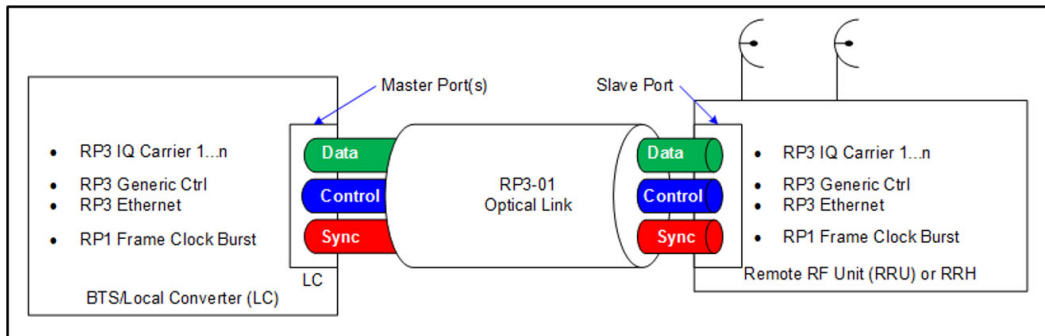 Master Port(s)
Slave Port
• RP3 IQ Carrier 1...n
• RP3 Generic Ctrl
• RP3 Ethernet
• RP1 Frame Clock Burst
Data
Control
Sync
LC
BTS/Local Converter (LC)
RP3-01
Optical Link
Data
Control
Sync
• RP3 IQ Carrier 1...n
• RP3 Generic Ctrl
• RP3 Ethernet
• RP1 Frame Clock Burst
Remote RF Unit (RRU) or RRH